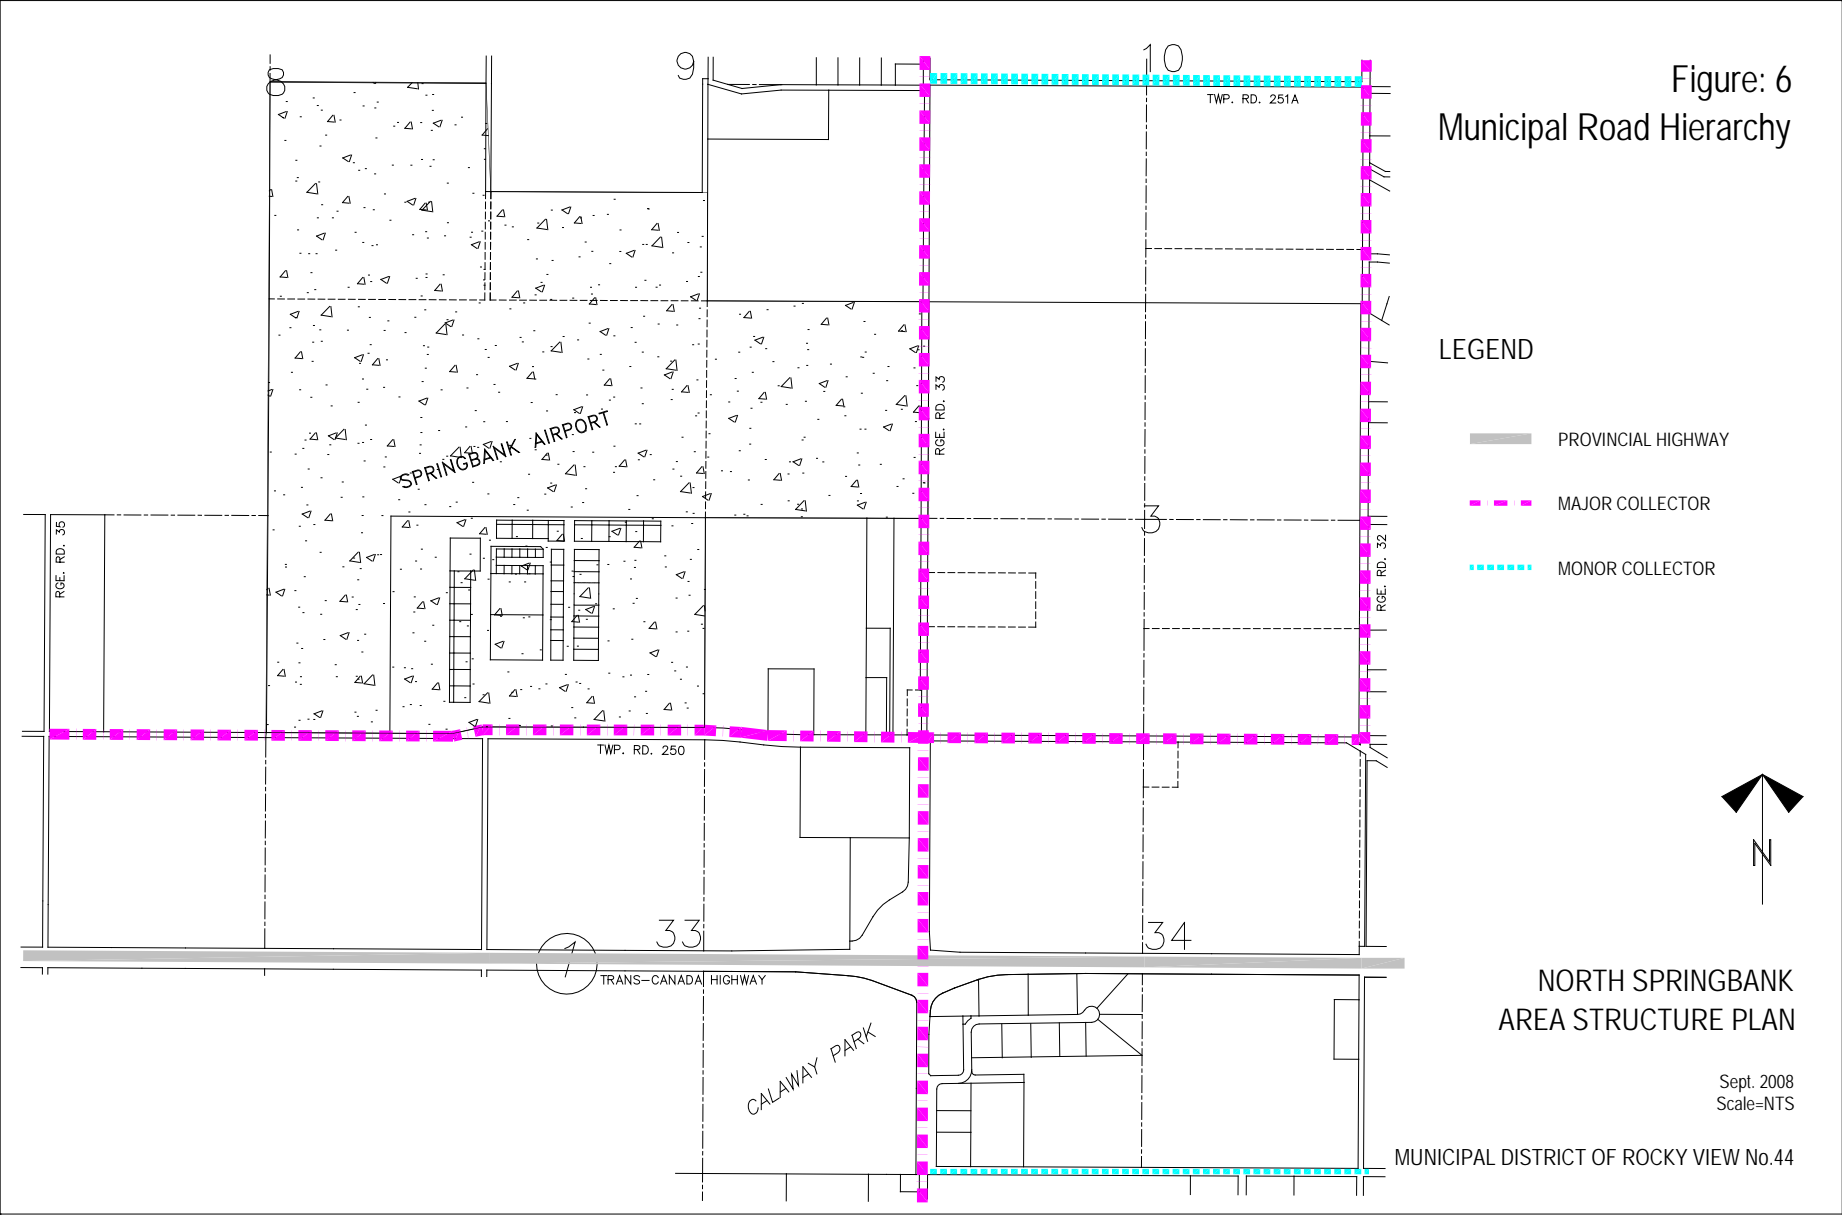 Figure: 6
Municipal Road Hierarchy
8
9
10
TWP. RD. 251A
RGE. RD. 33
LEGEND
PROVINCIAL HIGHWAY
MAJOR COLLECTOR
MONOR COLLECTOR
SPRINGBANK AIRPORT
RGE. RD. 35
3
RGE. RD. 32
TWP. RD. 250
N
33
34
1
TRANS-CANADA HIGHWAY
CALAWAY PARK
NORTH SPRINGBANK
AREA STRUCTURE PLAN
Sept. 2008
Scale=NTS
MUNICIPAL DISTRICT OF ROCKY VIEW No.44